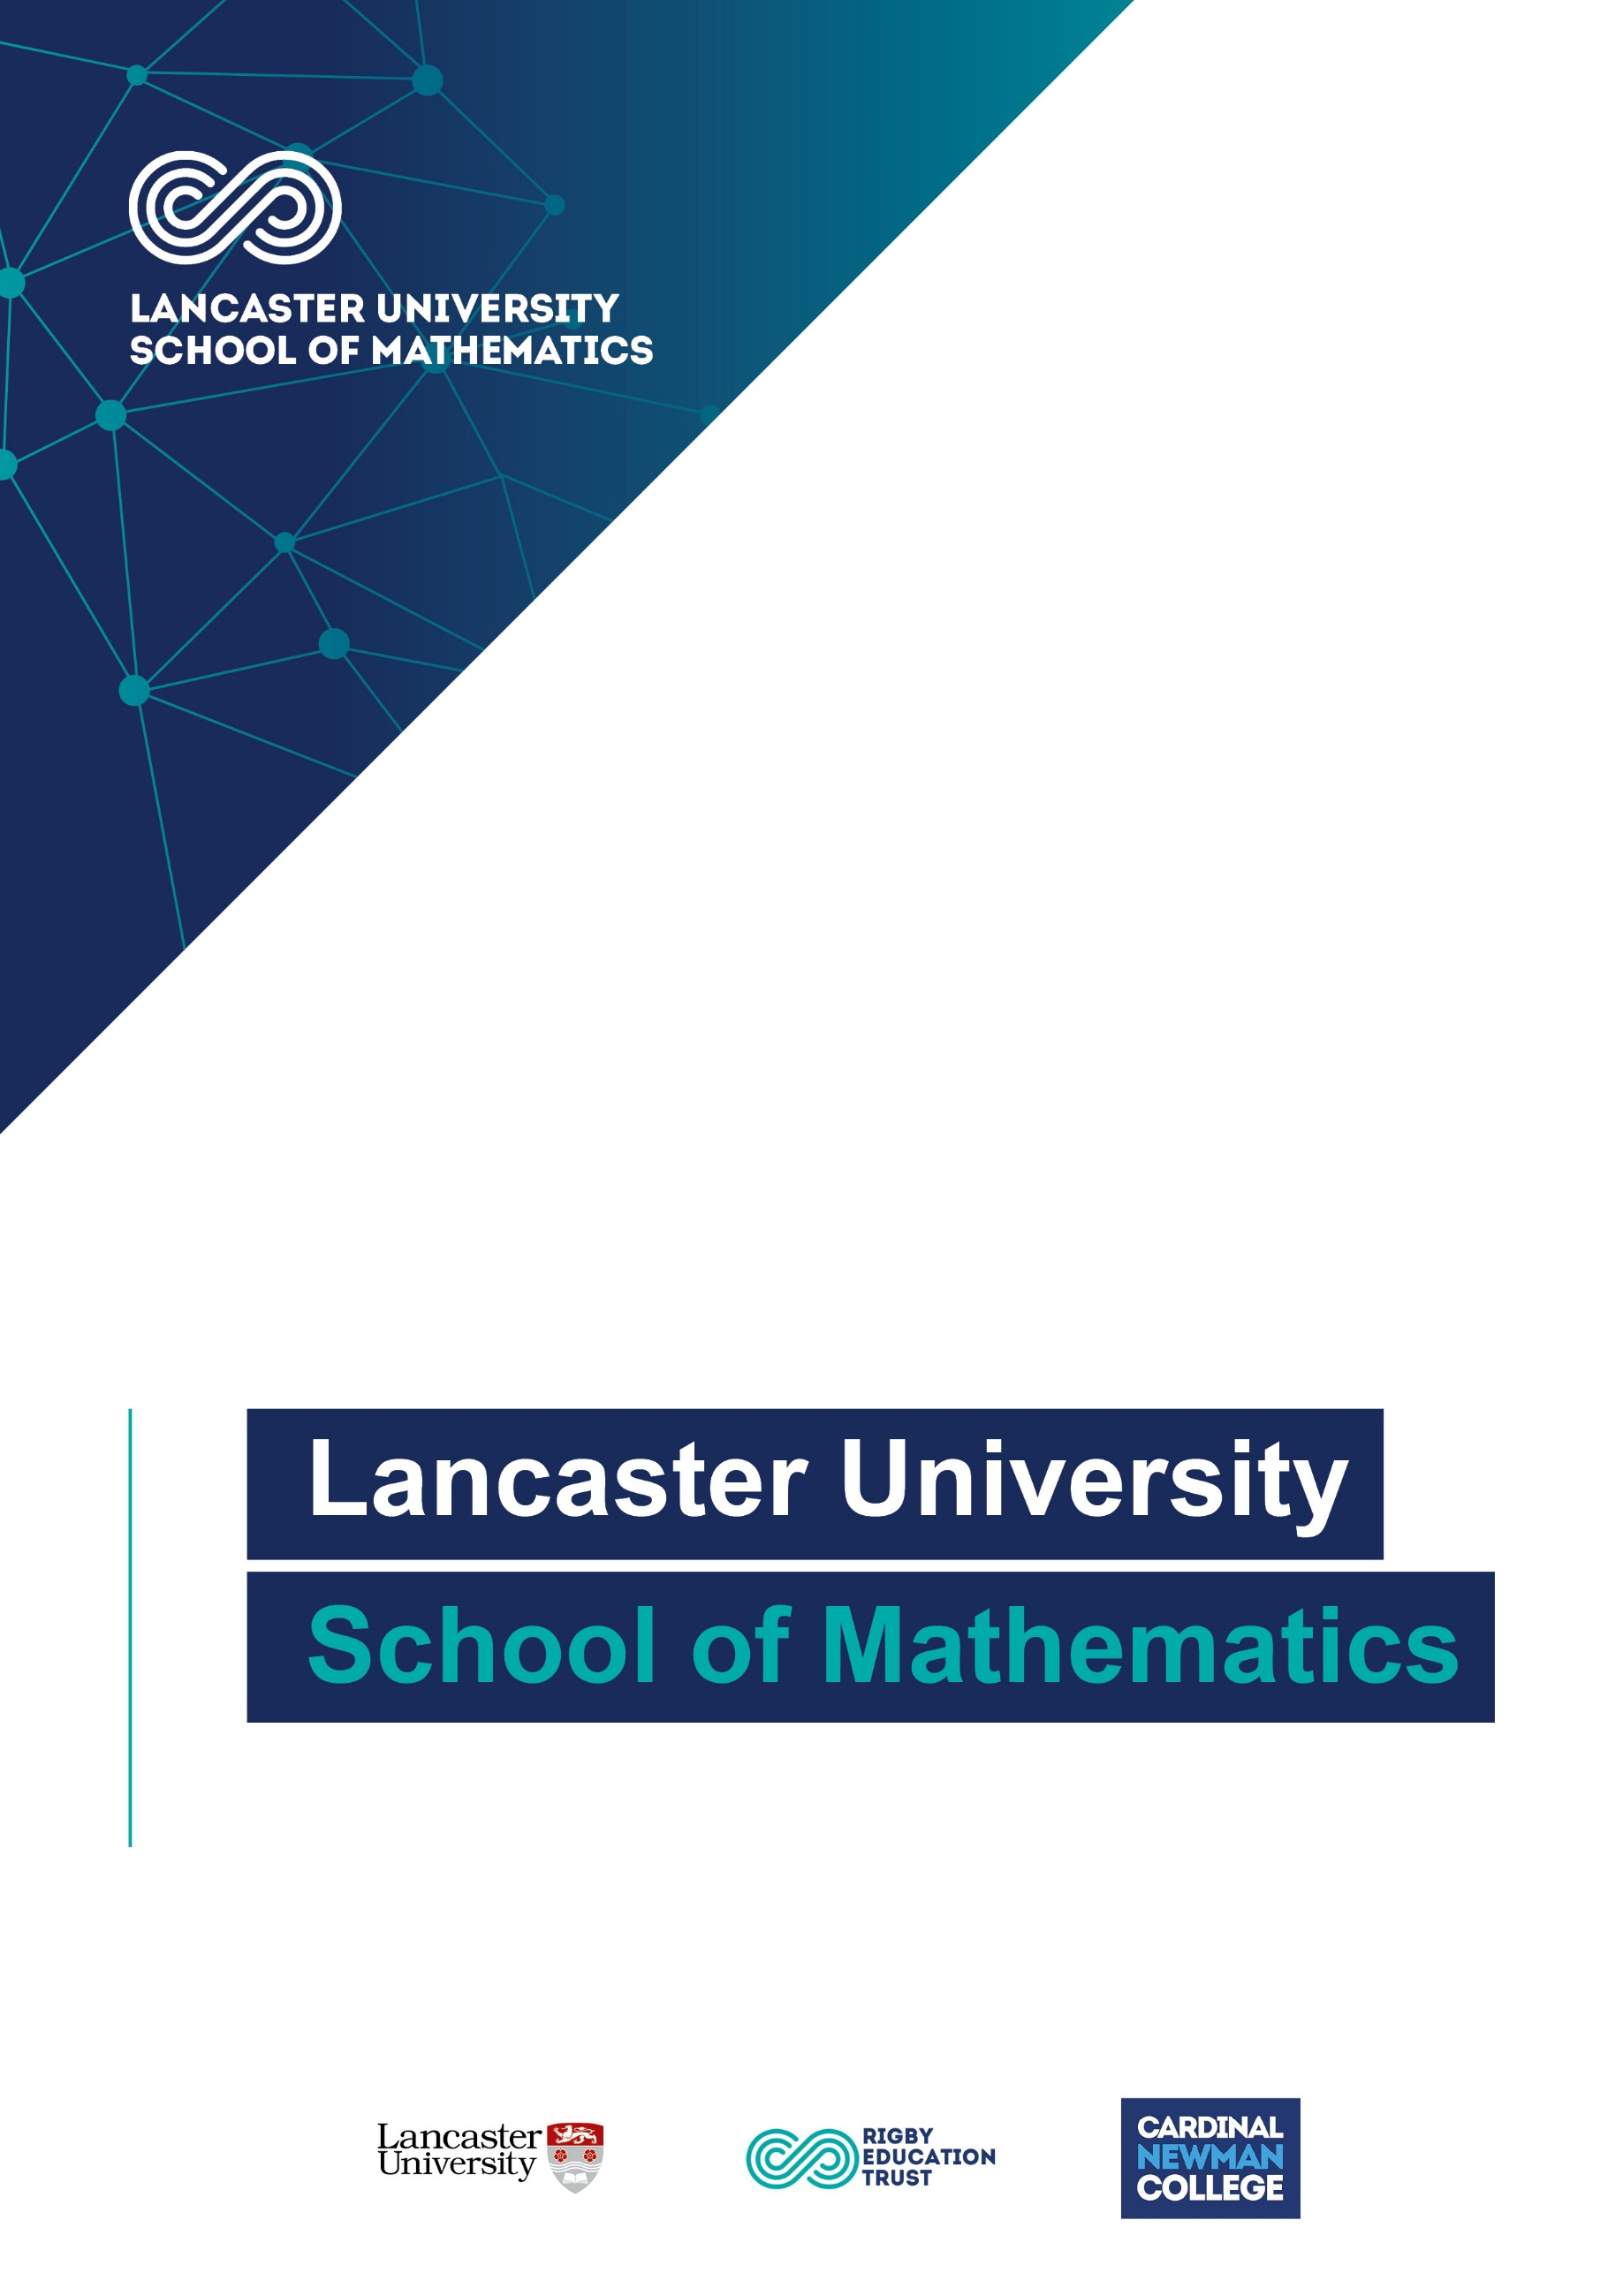 LANCASTER UNIVERSITY
SCHOOL OF MATHEMATICS
Lancaster University
School of Mathematics
Lancaster
University
RIGBY
EDUCATION
TRUST
CARDINAL
NEWMAN
COLLEGE